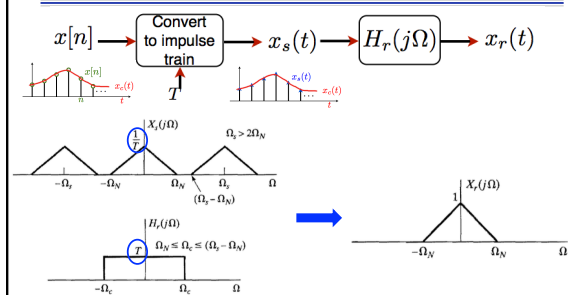 x[n] Convert to impulse train x_s(t) H_r(jΩ) x_r(t)
T
x[n] x_c(t) n t ...
x_s(t) x_c(t) t ...
X_s(jΩ)
1/T
Ω_s > 2Ω_N
−Ω_s −Ω_N Ω_N Ω_s Ω
(Ω_s − Ω_N)
H_r(jΩ)
T
Ω_N ≤ Ω_c ≤ (Ω_s − Ω_N)
−Ω_c Ω_c Ω
X_r(jΩ)
1
−Ω_N Ω_N Ω